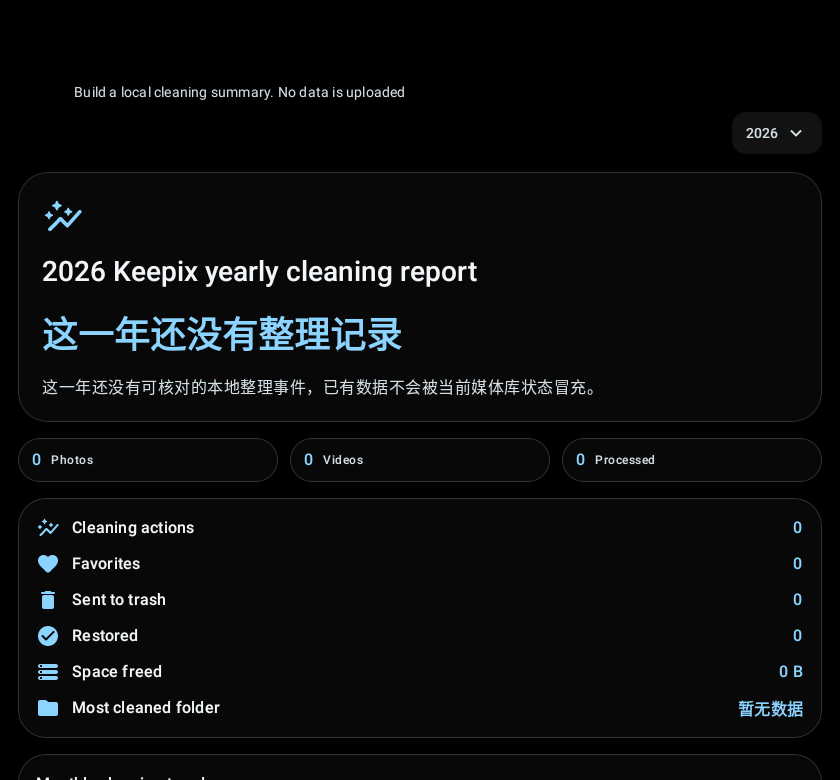 Build a local cleaning summary. No data is uploaded
2026
2026 Keepix yearly cleaning report
这一年还没有整理记录
这一年还没有可核对的本地整理事件，已有数据不会被当前媒体库状态冒充。
0 Photos
0 Videos
0 Processed
Cleaning actions 0
Favorites 0
Sent to trash 0
Restored 0
Space freed 0 B
Most cleaned folder 暂无数据